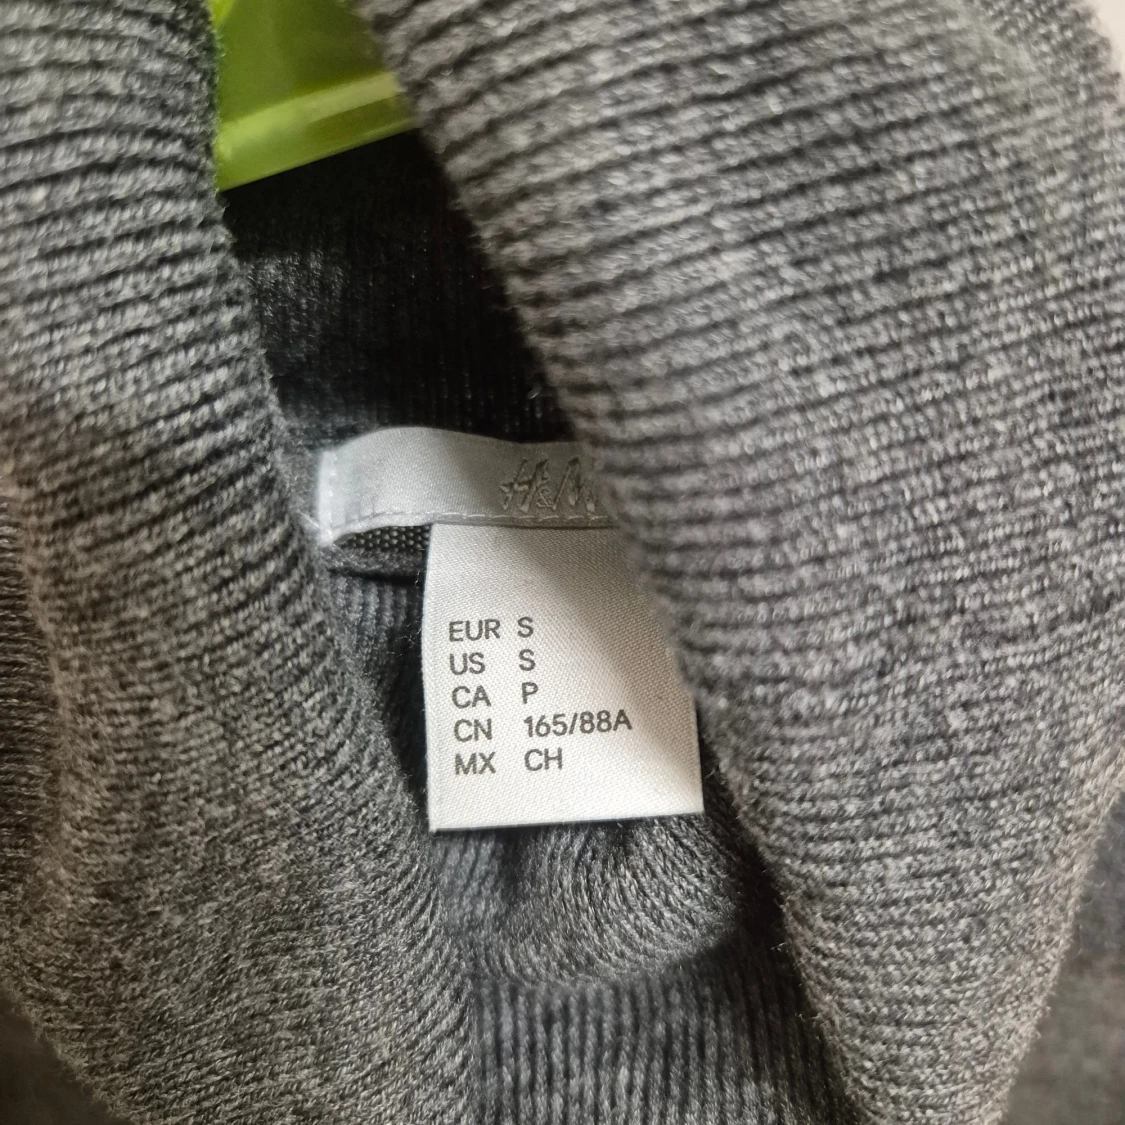 H&M
EUR S
US S
CA P
CN 165/88A
MX CH